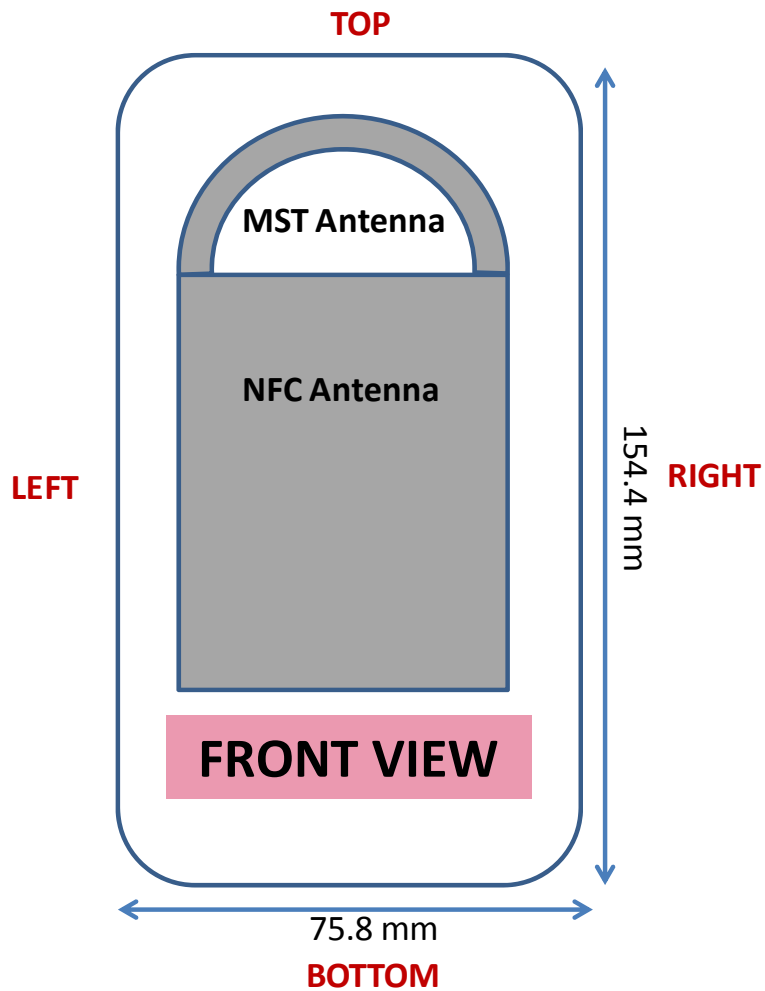 TOP
MST Antenna
NFC Antenna
154.4 mm
RIGHT
LEFT
FRONT VIEW
75.8 mm
BOTTOM